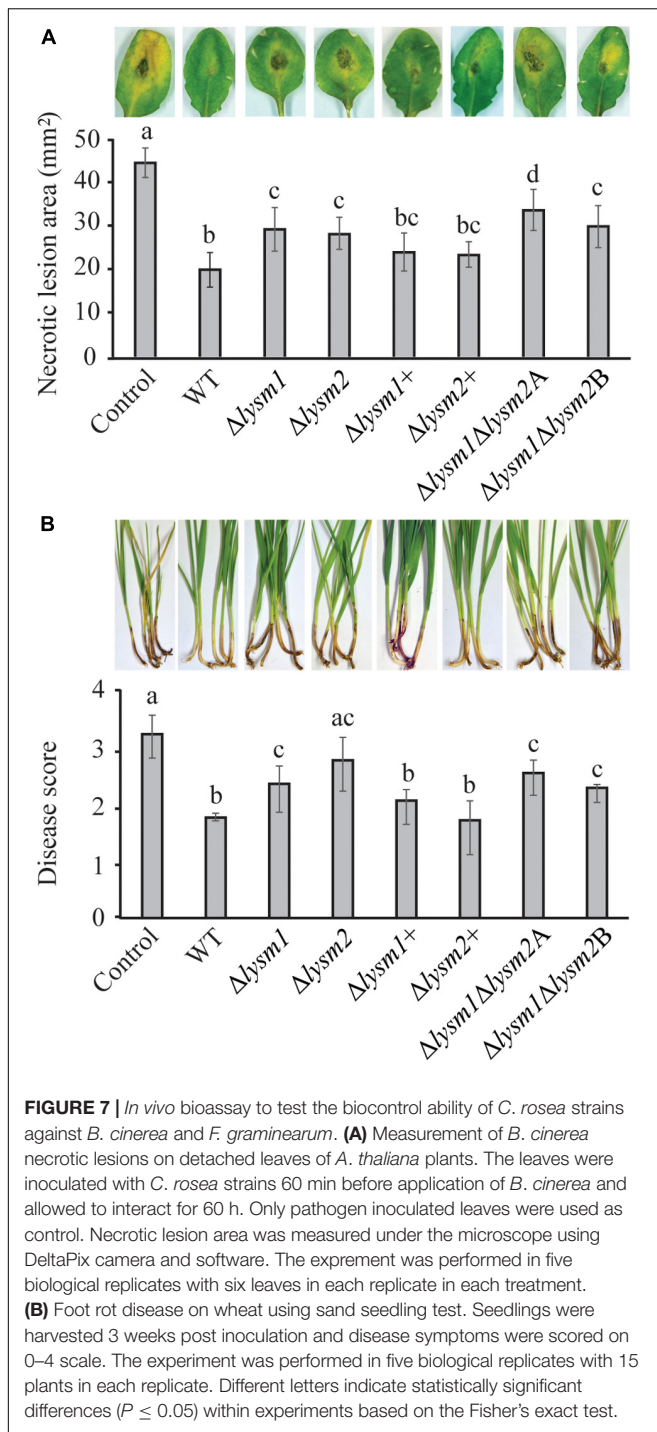 A
Necrotic lesion area (mm²)
50
40
30
20
10
0
a
b
c
c
bc
bc
d
c
Control
WT
Δlysm1
Δlysm2
Δlysm1+
Δlysm2+
Δlysm1Δlysm2A
Δlysm1Δlysm2B
B
Disease score
4
3
2
1
0
a
b
c
ac
b
b
c
c
Control
WT
Δlysm1
Δlysm2
Δlysm1+
Δlysm2+
Δlysm1Δlysm2A
Δlysm1Δlysm2B
FIGURE 7 | In vivo bioassay to test the biocontrol ability of C. rosea strains
against B. cinerea and F. graminearum. (A) Measurement of B. cinerea
necrotic lesions on detached leaves of A. thaliana plants. The leaves were
inoculated with C. rosea strains 60 min before application of B. cinerea and
allowed to interact for 60 h. Only pathogen inoculated leaves were used as
control. Necrotic lesion area was measured under the microscope using
DeltaPix camera and software. The exprement was performed in five
biological replicates with six leaves in each replicate in each treatment.
(B) Foot rot disease on wheat using sand seedling test. Seedlings were
harvested 3 weeks post inoculation and disease symptoms were scored on
0–4 scale. The experiment was performed in five biological replicates with 15
plants in each replicate. Different letters indicate statistically significant
differences (P ≤ 0.05) within experiments based on the Fisher's exact test.